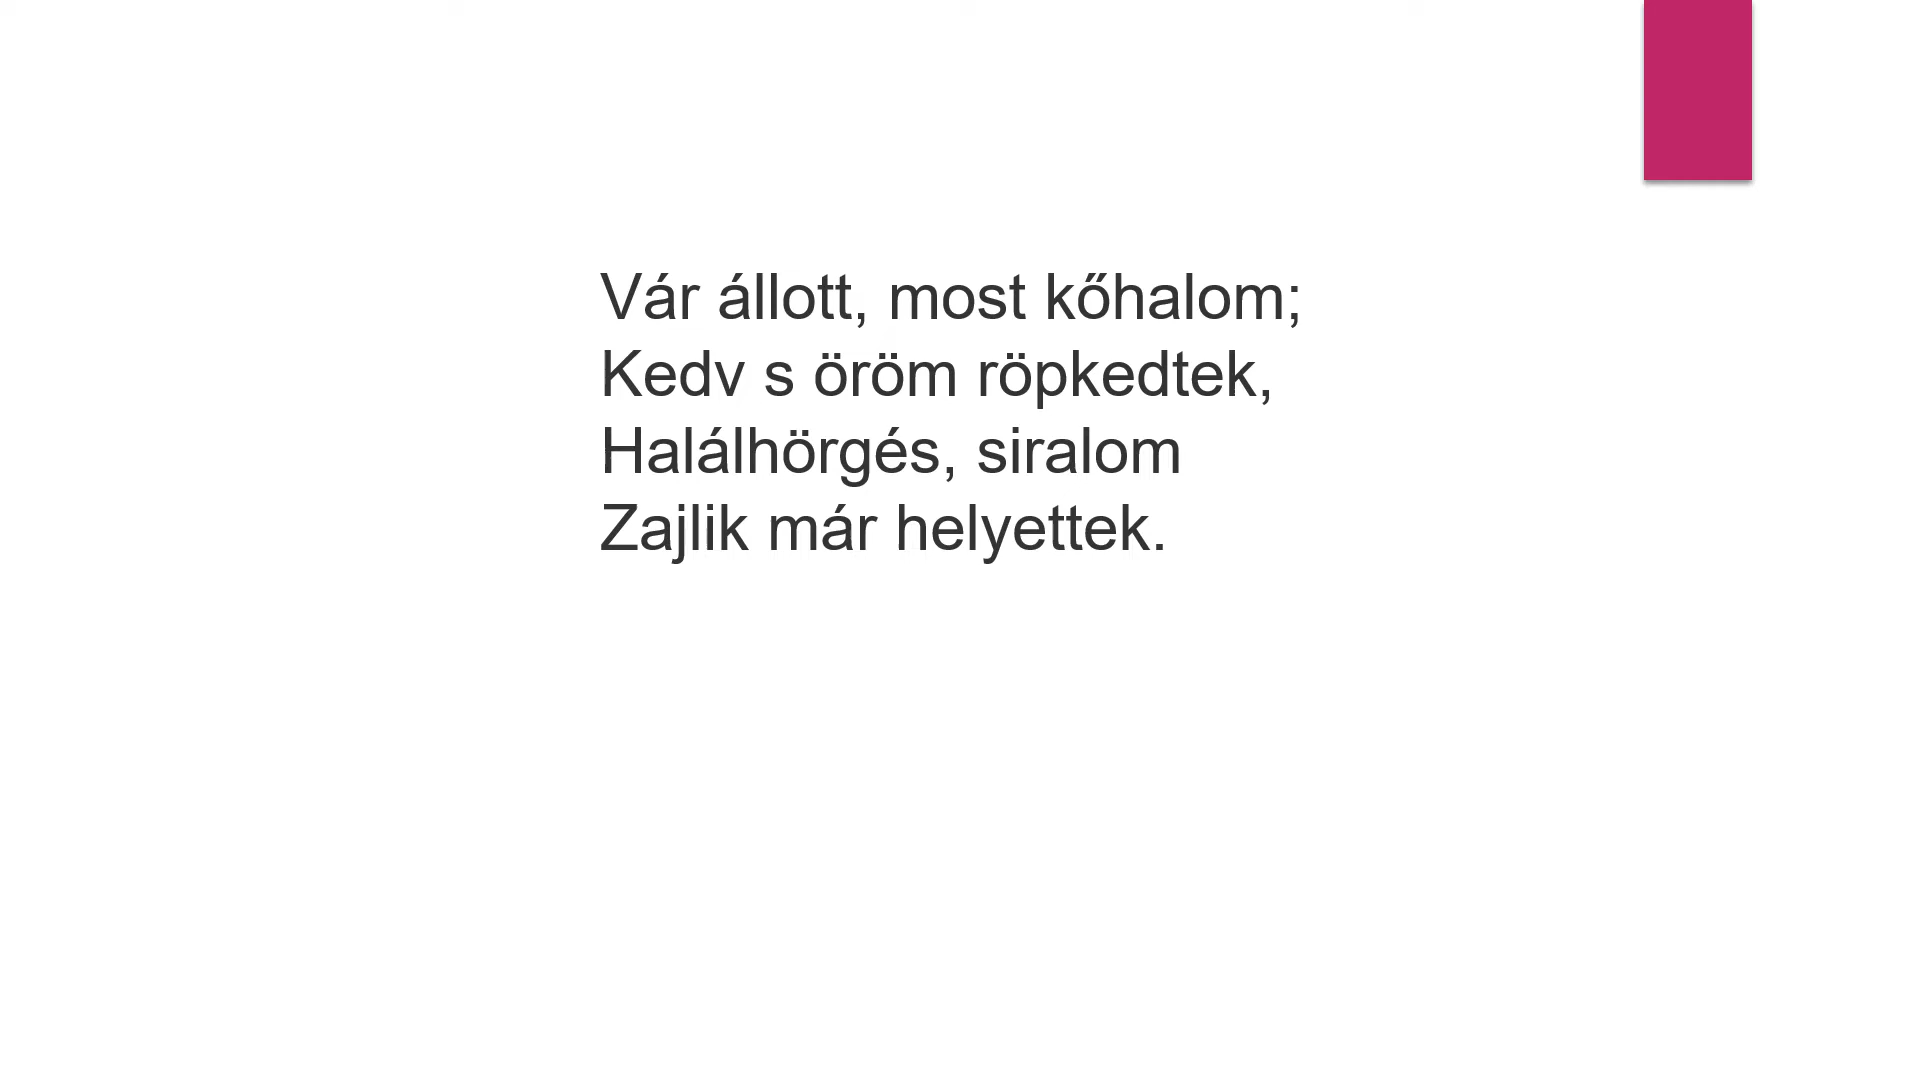 Vár állott, most kőhalom;
Kedv s öröm röpkedtek,
Halálhörgés, siralom
Zajlik már helyettek.